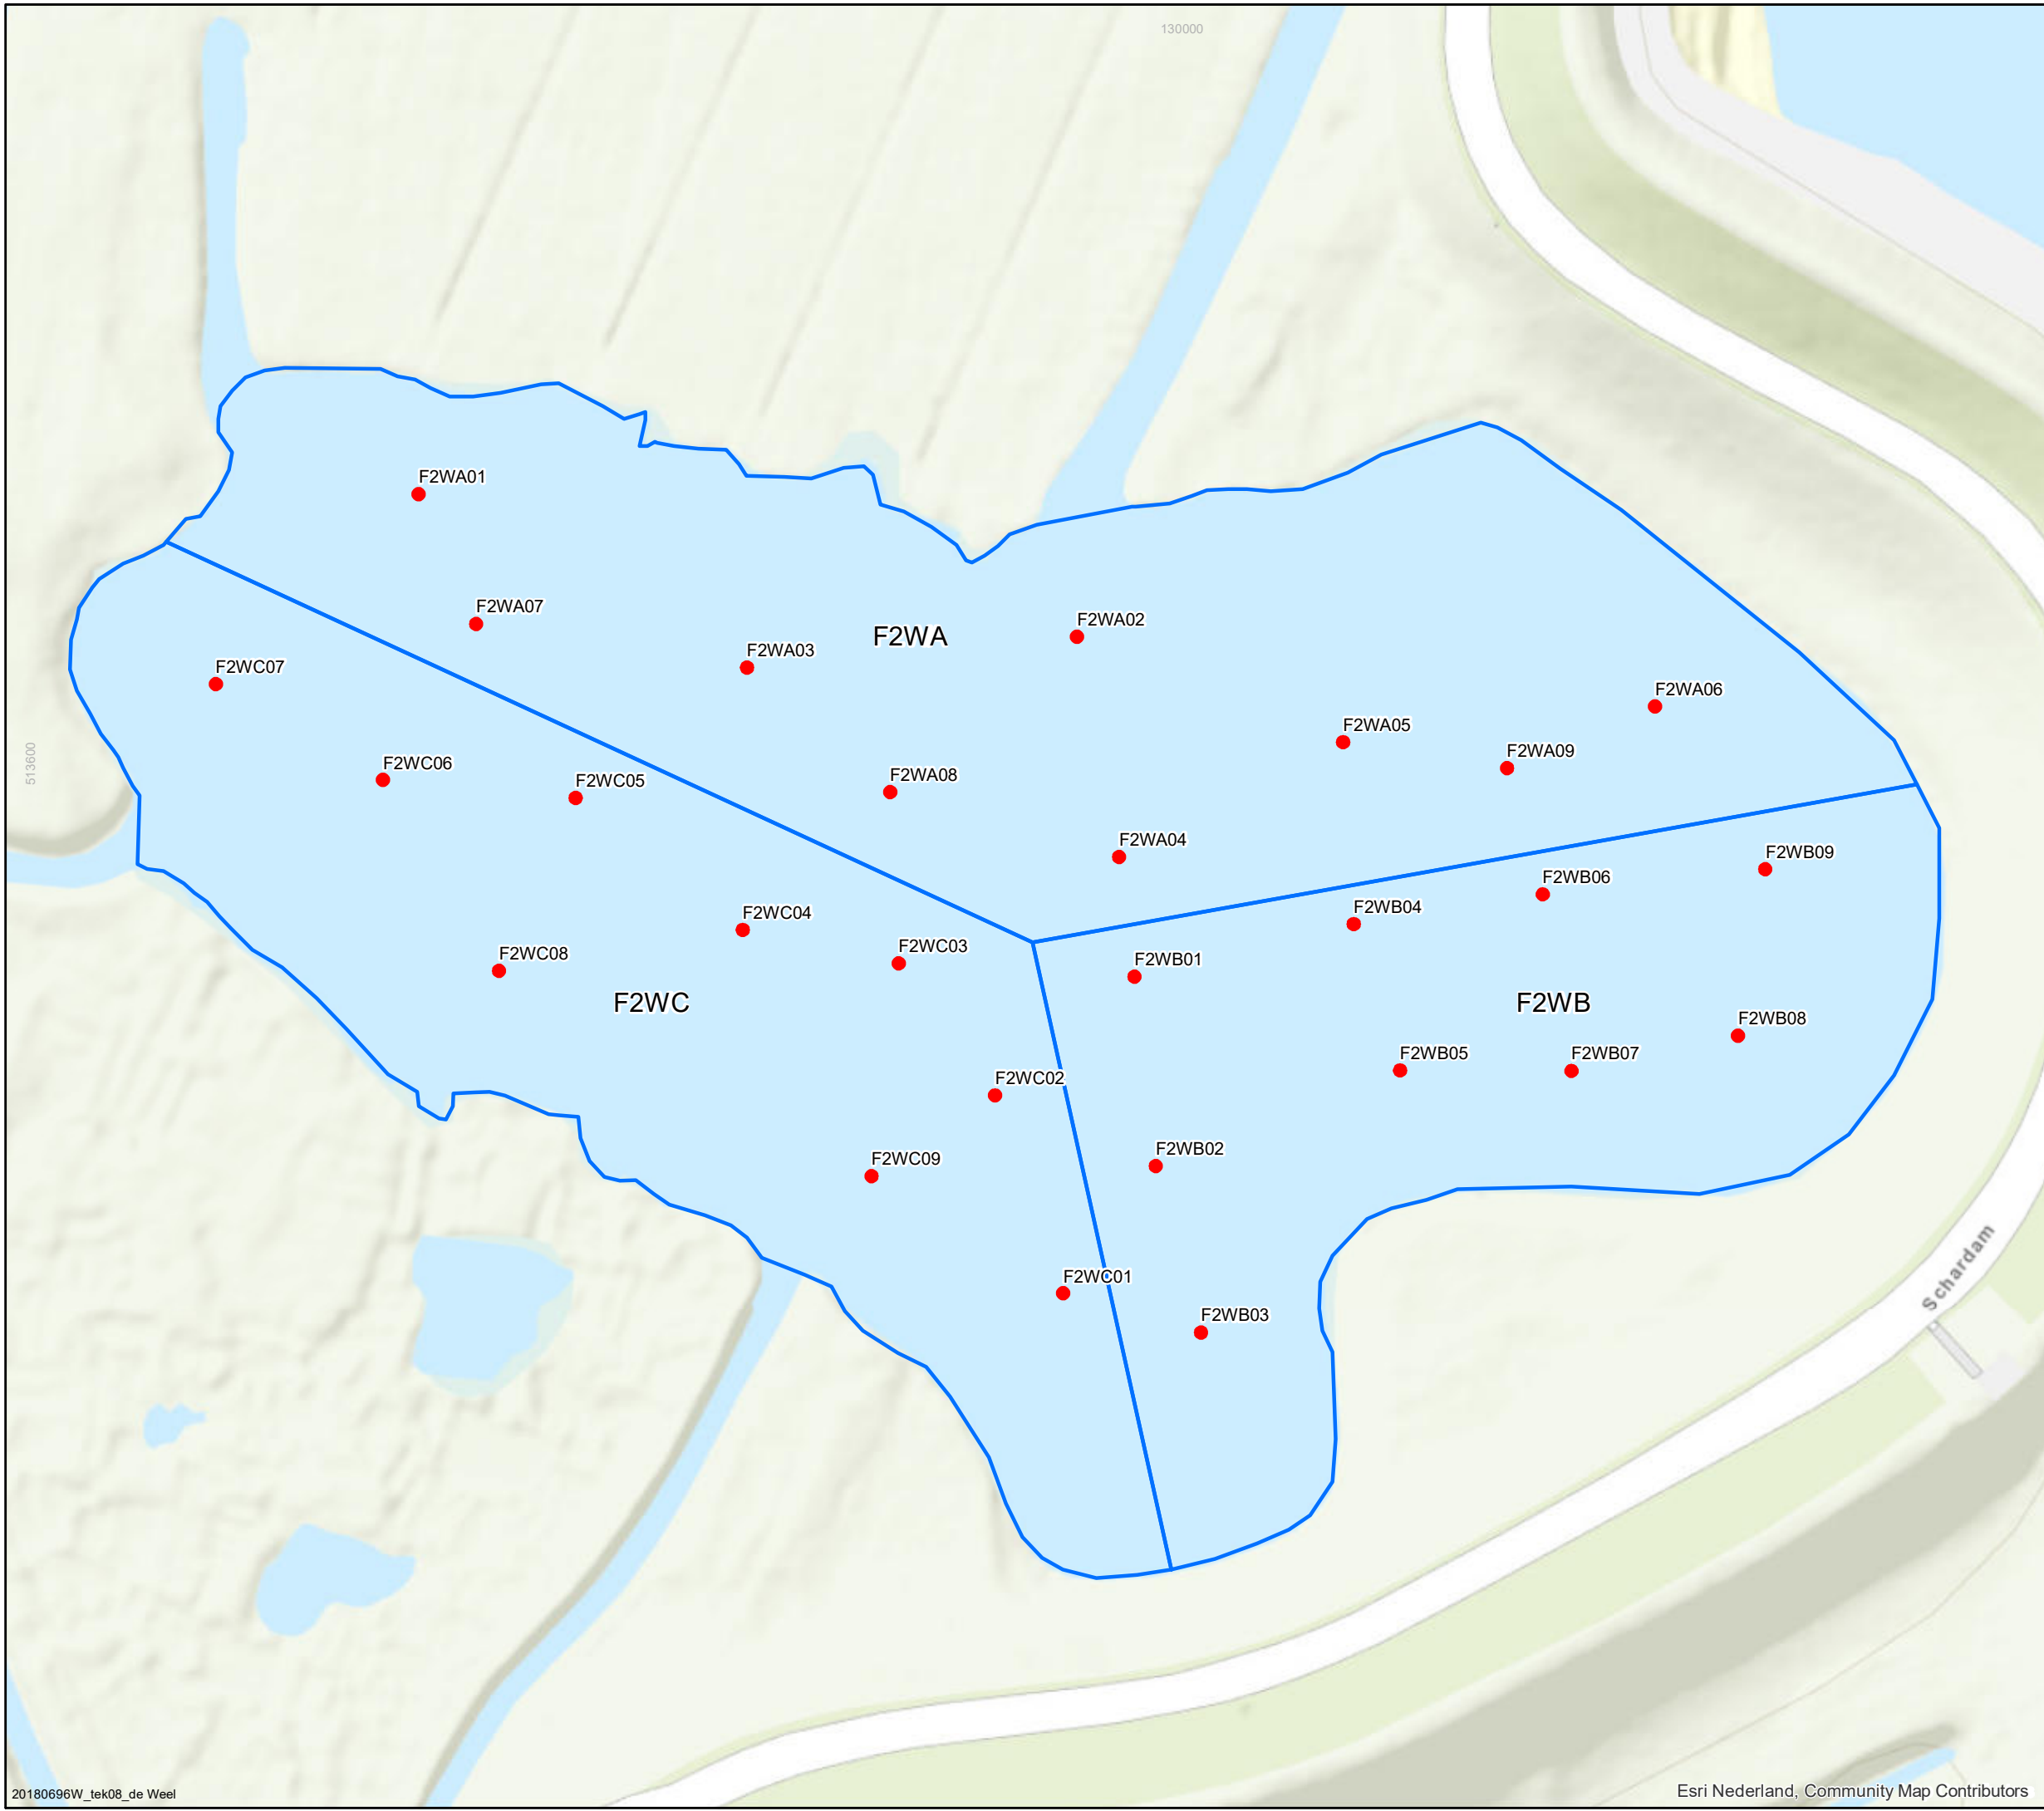 130000
F2WA01
F2WA07
F2WA02
F2WA
F2WA03
F2WC07
F2WA06
F2WA05
F2WA09
513600
F2WC06
F2WC05
F2WA08
F2WA04
F2WB09
F2WB06
F2WC04
F2WB04
F2WC03
F2WC08
F2WB01
F2WC
F2WB
F2WB08
F2WB05
F2WB07
F2WC02
F2WB02
F2WC09
F2WC01
Schardam
F2WB03
20180696W_tek08_de Weel
Esri Nederland, Community Map Contributors